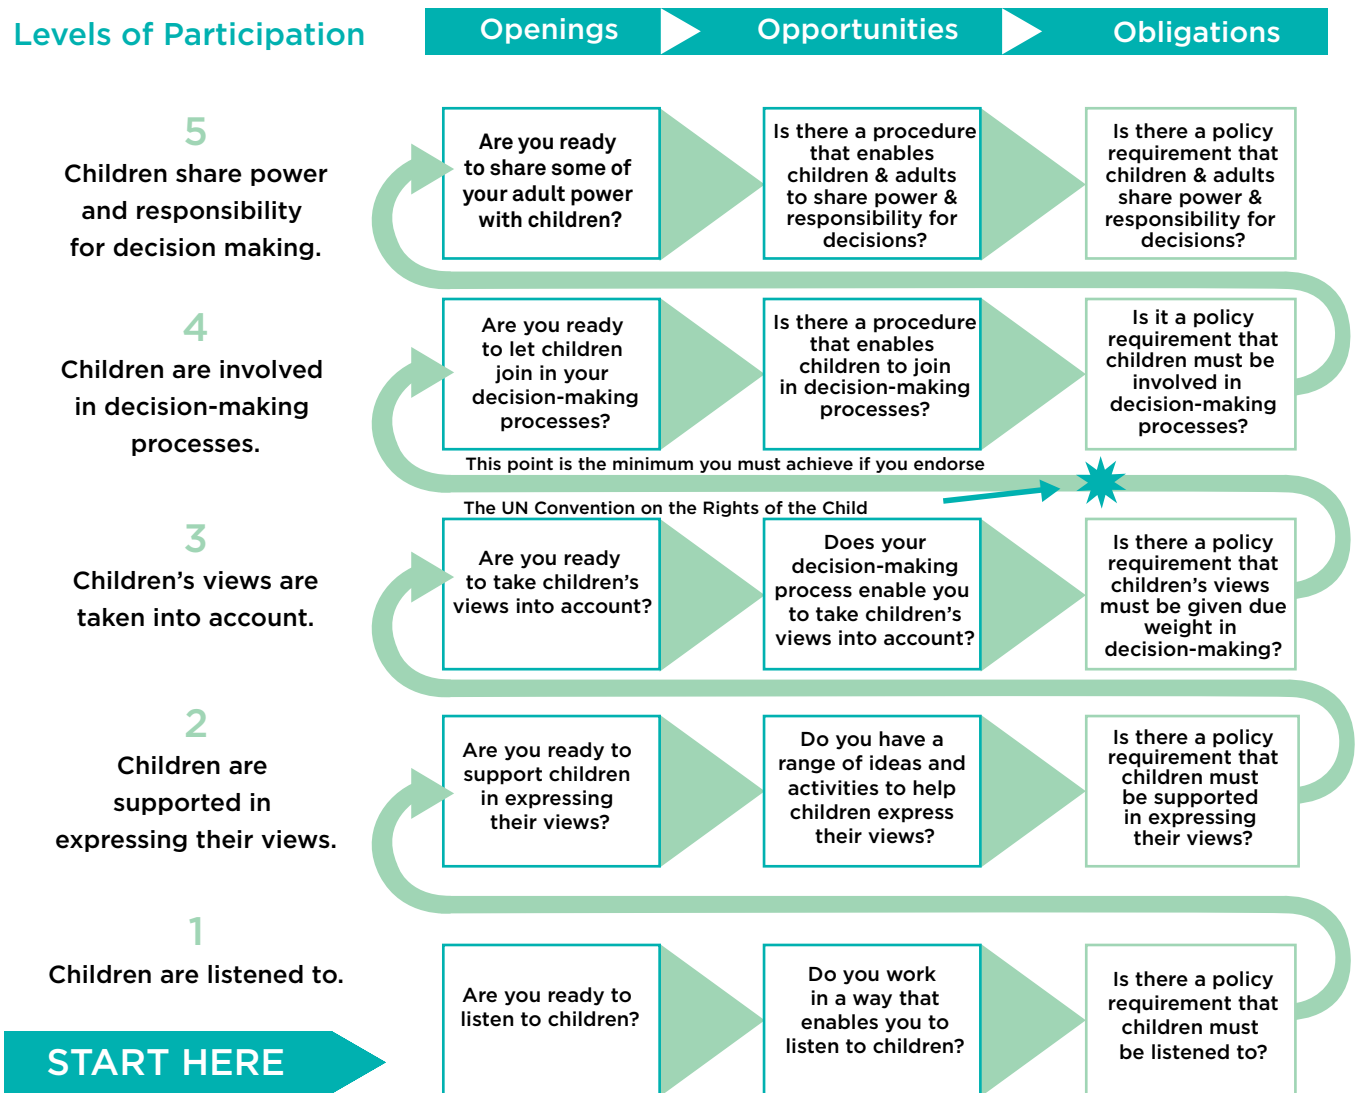 Levels of Participation
Openings
Opportunities
Obligations
5
Children share power
and responsibility
for decision making.
Are you ready
to share some of
your adult power
with children?
Is there a procedure
that enables
children & adults
to share power &
responsibility for
decisions?
Is there a policy
requirement that
children & adults
share power &
responsibility for
decisions?
4
Children are involved
in decision-making
processes.
Are you ready
to let children
join in your
decision-making
processes?
Is there a procedure
that enables
children to join
in decision-making
processes?
Is it a policy
requirement that
children must be
involved in
decision-making
processes?
This point is the minimum you must achieve if you endorse
The UN Convention on the Rights of the Child
3
Children’s views are
taken into account.
Are you ready
to take children’s
views into account?
Does your
decision-making
process enable you
to take children’s
views into account?
Is there a policy
requirement that
children’s views
must be given due
weight in
decision-making?
2
Children are
supported in
expressing their views.
Are you ready to
support children
in expressing
their views?
Do you have a
range of ideas and
activities to help
children express
their views?
Is there a policy
requirement that
children must
be supported
in expressing
their views?
1
Children are listened to.
Are you ready to
listen to children?
Do you work
in a way that
enables you to
listen to children?
Is there a policy
requirement that
children must
be listened to?
START HERE